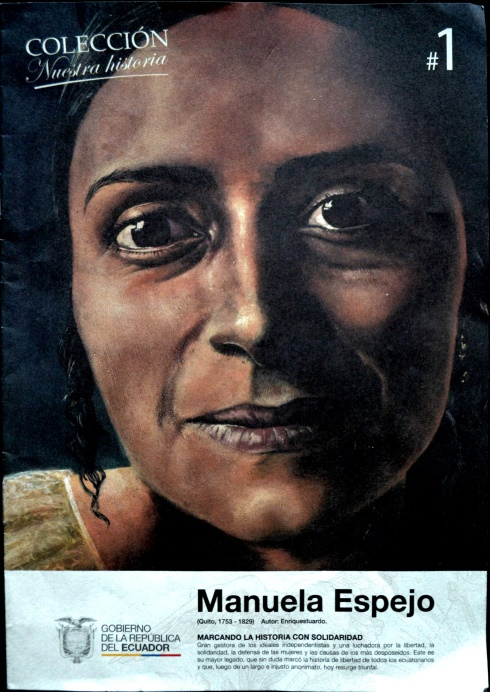 COLECCIÓN
Nuestra historia
#1
Manuela Espejo
(Quito, 1753 - 1829) Autor: Enriquestuardo.
MARCANDO LA HISTORIA CON SOLIDARIDAD
Gran gestora de los ideales independentistas y una luchadora por la libertad, la
solidaridad, la defensa de las mujeres y las causas de los más desposeídos. Este es
su mayor legado, que sin duda marcó la historia de libertad de todos los ecuatorianos
y que, luego de un largo e injusto anonimato, hoy resurge triunfal.
GOBIERNO
DE LA REPÚBLICA
DEL ECUADOR